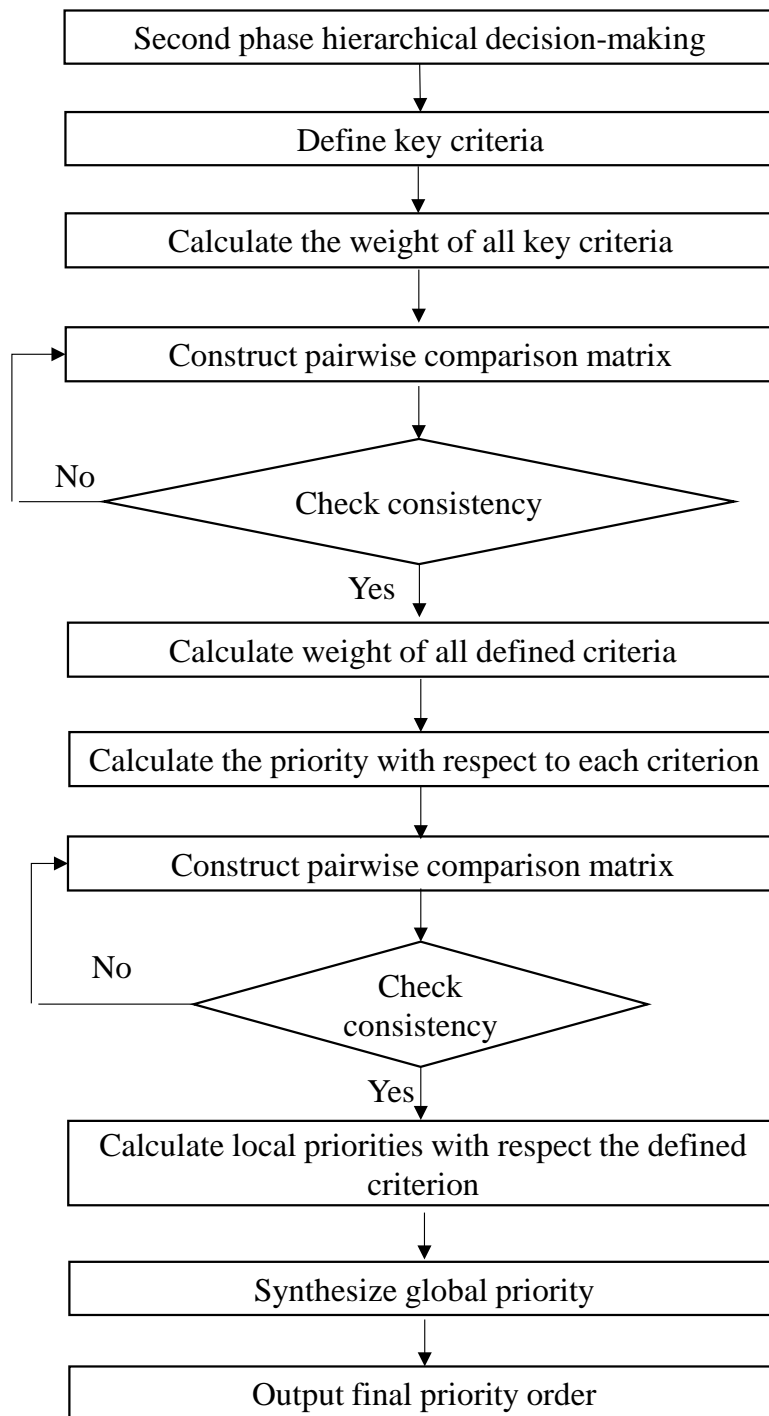 Second phase hierarchical decision-making
Define key criteria
Calculate the weight of all key criteria
Construct pairwise comparison matrix
No
Check consistency
Yes
Calculate weight of all defined criteria
Calculate the priority with respect to each criterion
Construct pairwise comparison matrix
No
Check
consistency
Yes
Calculate local priorities with respect the defined
criterion
Synthesize global priority
Output final priority order